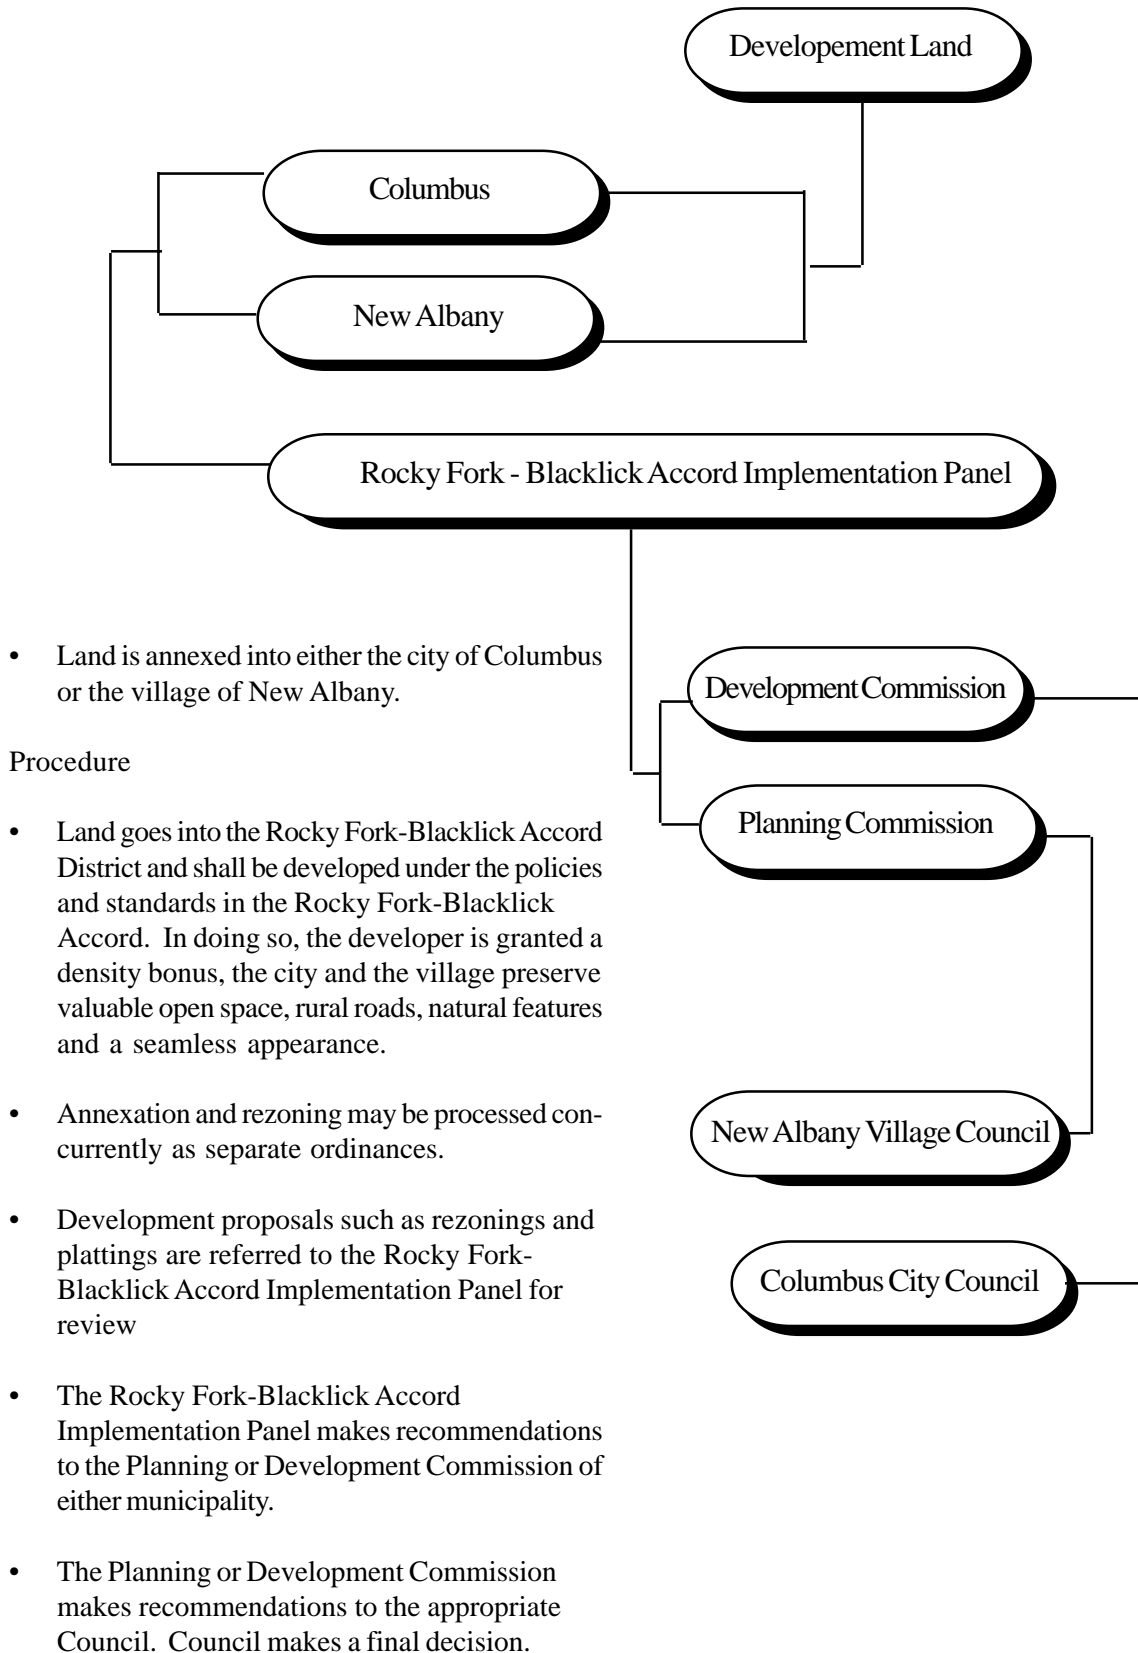 Developement Land
Columbus
New Albany
Rocky Fork - Blacklick Accord Implementation Panel
• Land is annexed into either the city of Columbus
or the village of New Albany.
Procedure
• Land goes into the Rocky Fork-Blacklick Accord
District and shall be developed under the policies
and standards in the Rocky Fork-Blacklick
Accord. In doing so, the developer is granted a
density bonus, the city and the village preserve
valuable open space, rural roads, natural features
and a seamless appearance.
• Annexation and rezoning may be processed con-
currently as separate ordinances.
• Development proposals such as rezonings and
plattings are referred to the Rocky Fork-
Blacklick Accord Implementation Panel for
review
• The Rocky Fork-Blacklick Accord
Implementation Panel makes recommendations
to the Planning or Development Commission of
either municipality.
• The Planning or Development Commission
makes recommendations to the appropriate
Council. Council makes a final decision.
Development Commission
Planning Commission
New Albany Village Council
Columbus City Council